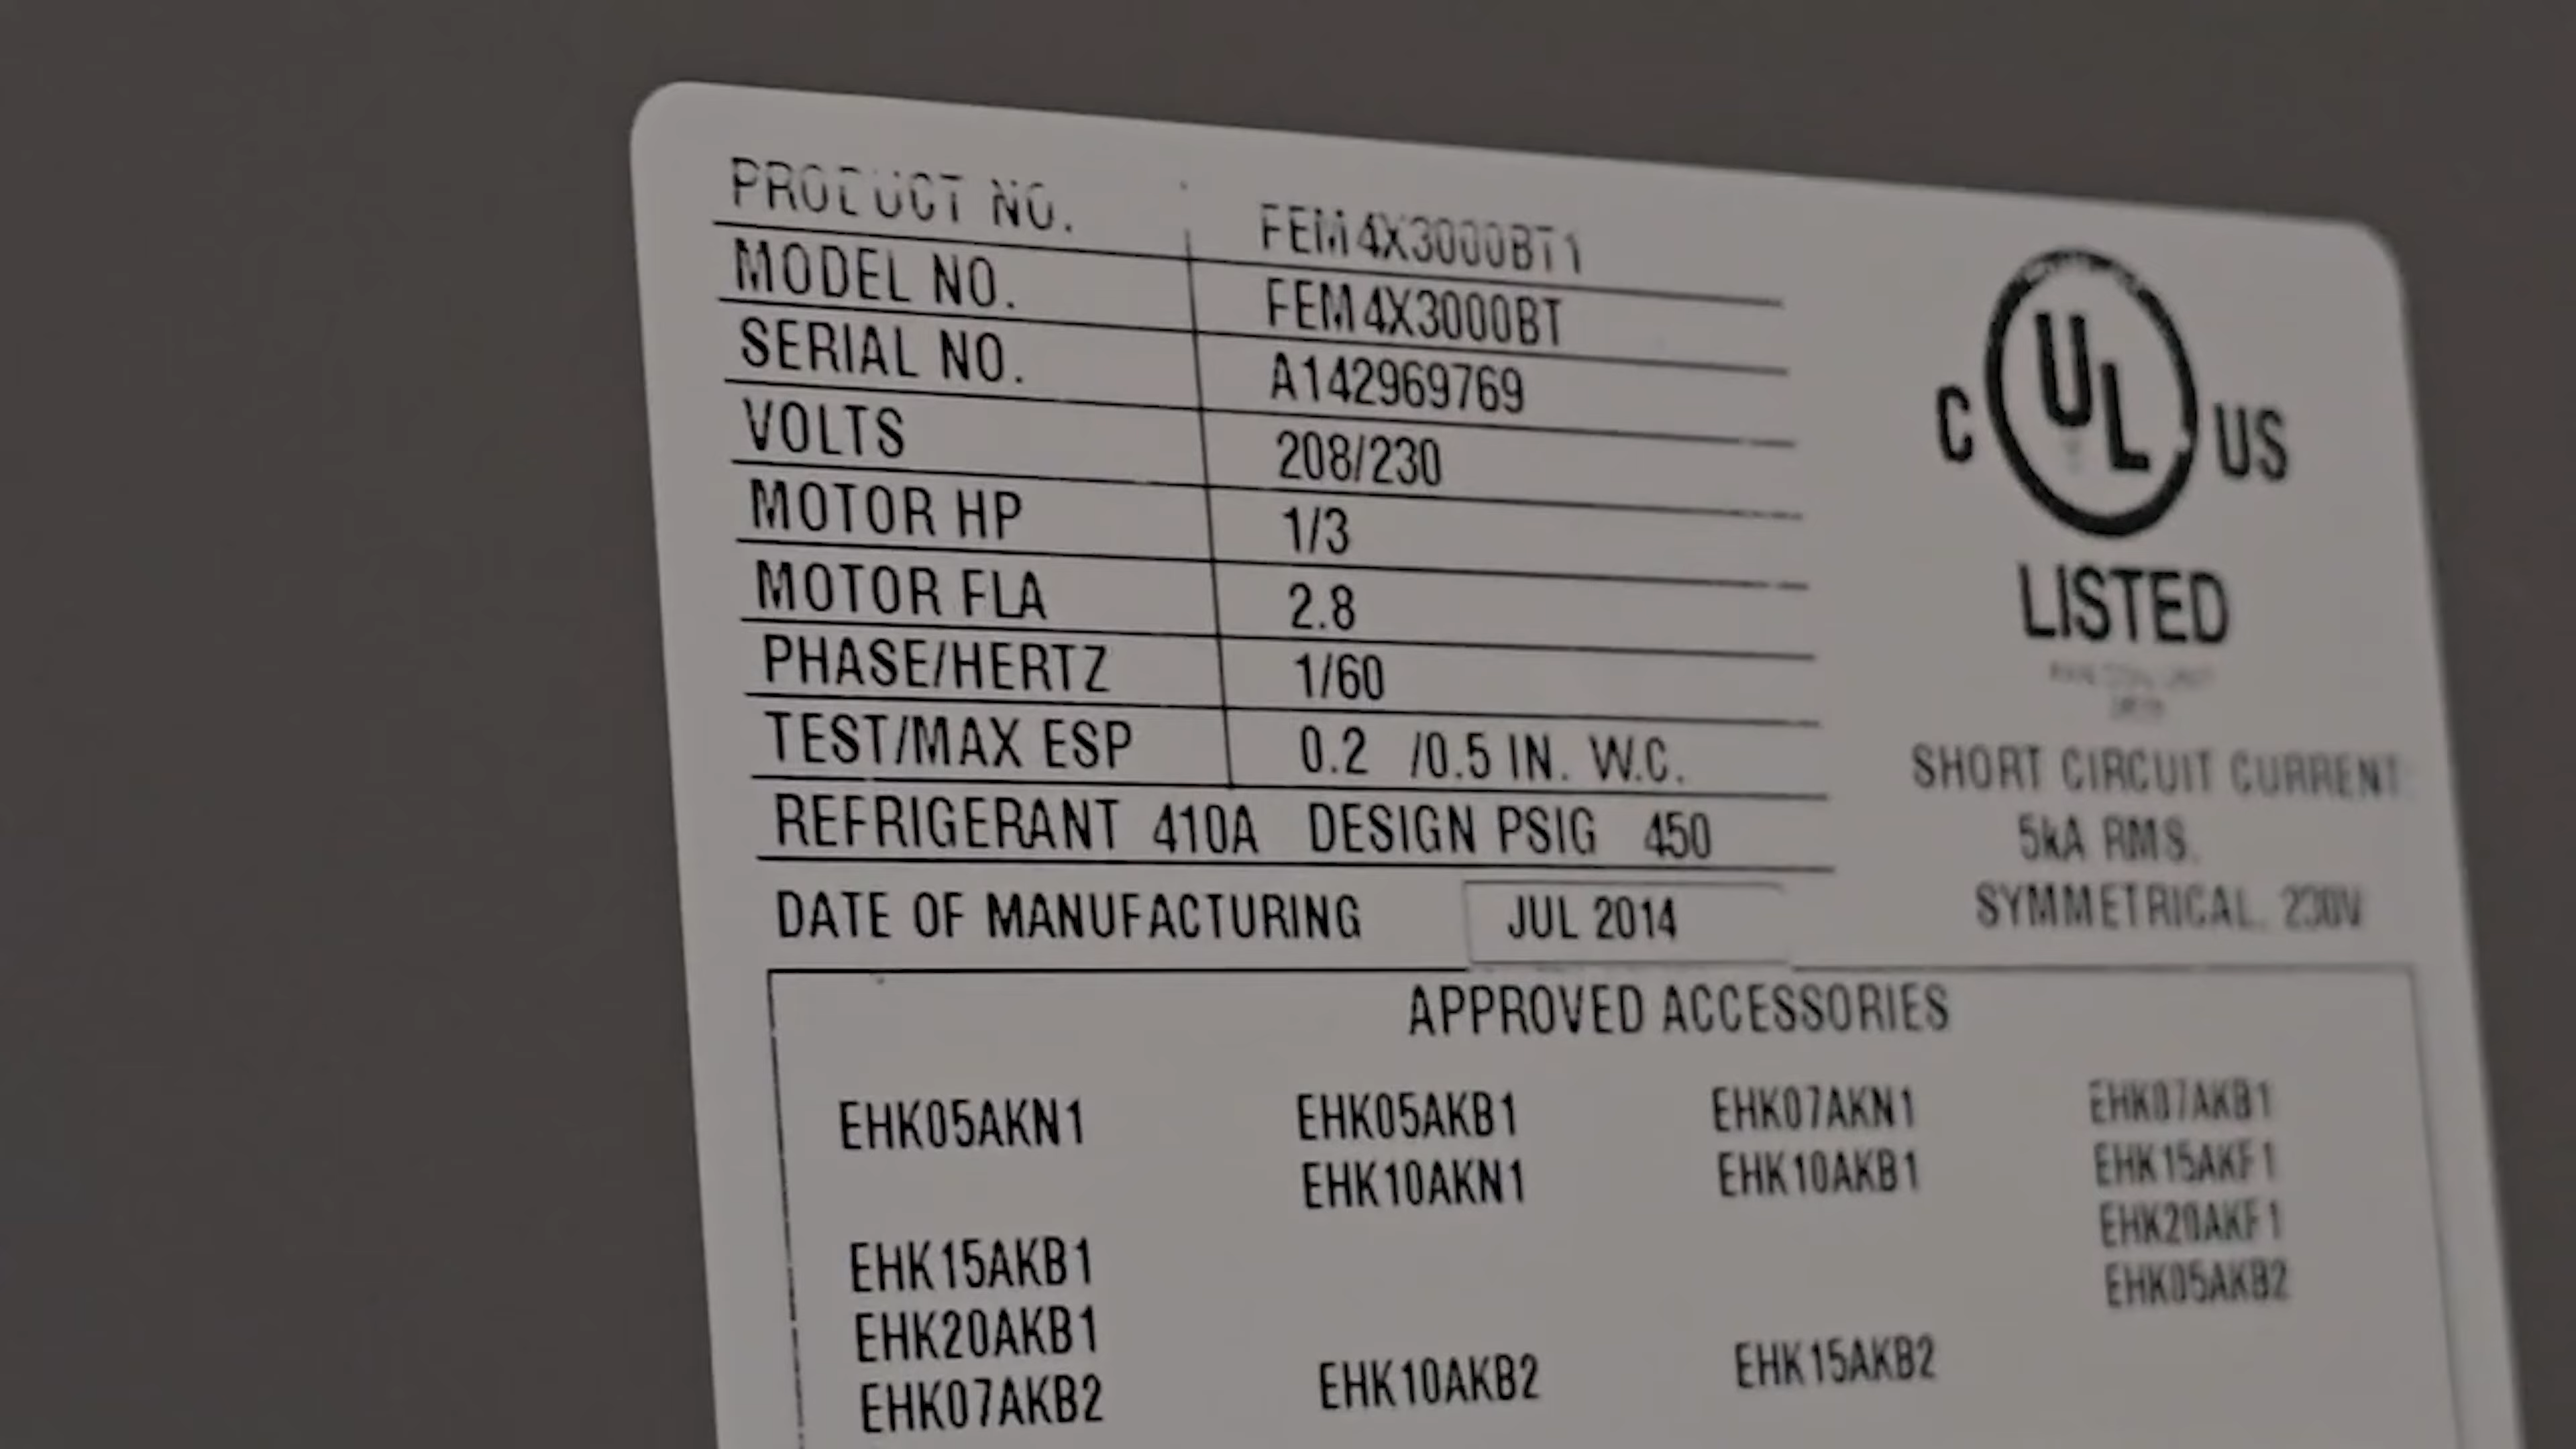 PRODUCT NO. FEM4X3000BT1
MODEL NO. FEM4X3000BT
SERIAL NO. A142969769
VOLTS 208/230
MOTOR HP 1/3
MOTOR FLA 2.8
PHASE/HERTZ 1/60
TEST/MAX ESP 0.2 /0.5 IN. W.C.
REFRIGERANT 410A DESIGN PSIG 450
DATE OF MANUFACTURING JUL 2014
C UL US
LISTED
SHORT CIRCUIT CURRENT:
5kA RMS.
SYMMETRICAL. 230V
APPROVED ACCESSORIES
EHK05AKN1 EHK05AKB1 EHK07AKN1 EHK07AKB1
EHK10AKN1 EHK10AKB1 EHK15AKF1
EHK15AKB1 EHK20AKF1
EHK20AKB1 EHK05AKB2
EHK07AKB2 EHK10AKB2 EHK15AKB2